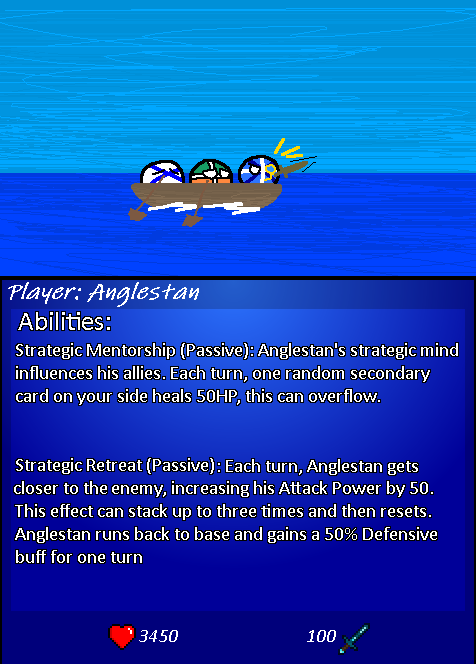 Player: Anglestan
Abilities:
Strategic Mentorship (Passive): Anglestan's strategic mind
influences his allies. Each turn, one random secondary
card on your side heals 50HP, this can overflow.
Strategic Retreat (Passive): Each turn, Anglestan gets
closer to the enemy, increasing his Attack Power by 50.
This effect can stack up to three times and then resets.
Anglestan runs back to base and gains a 50% Defensive
buff for one turn
3450 100